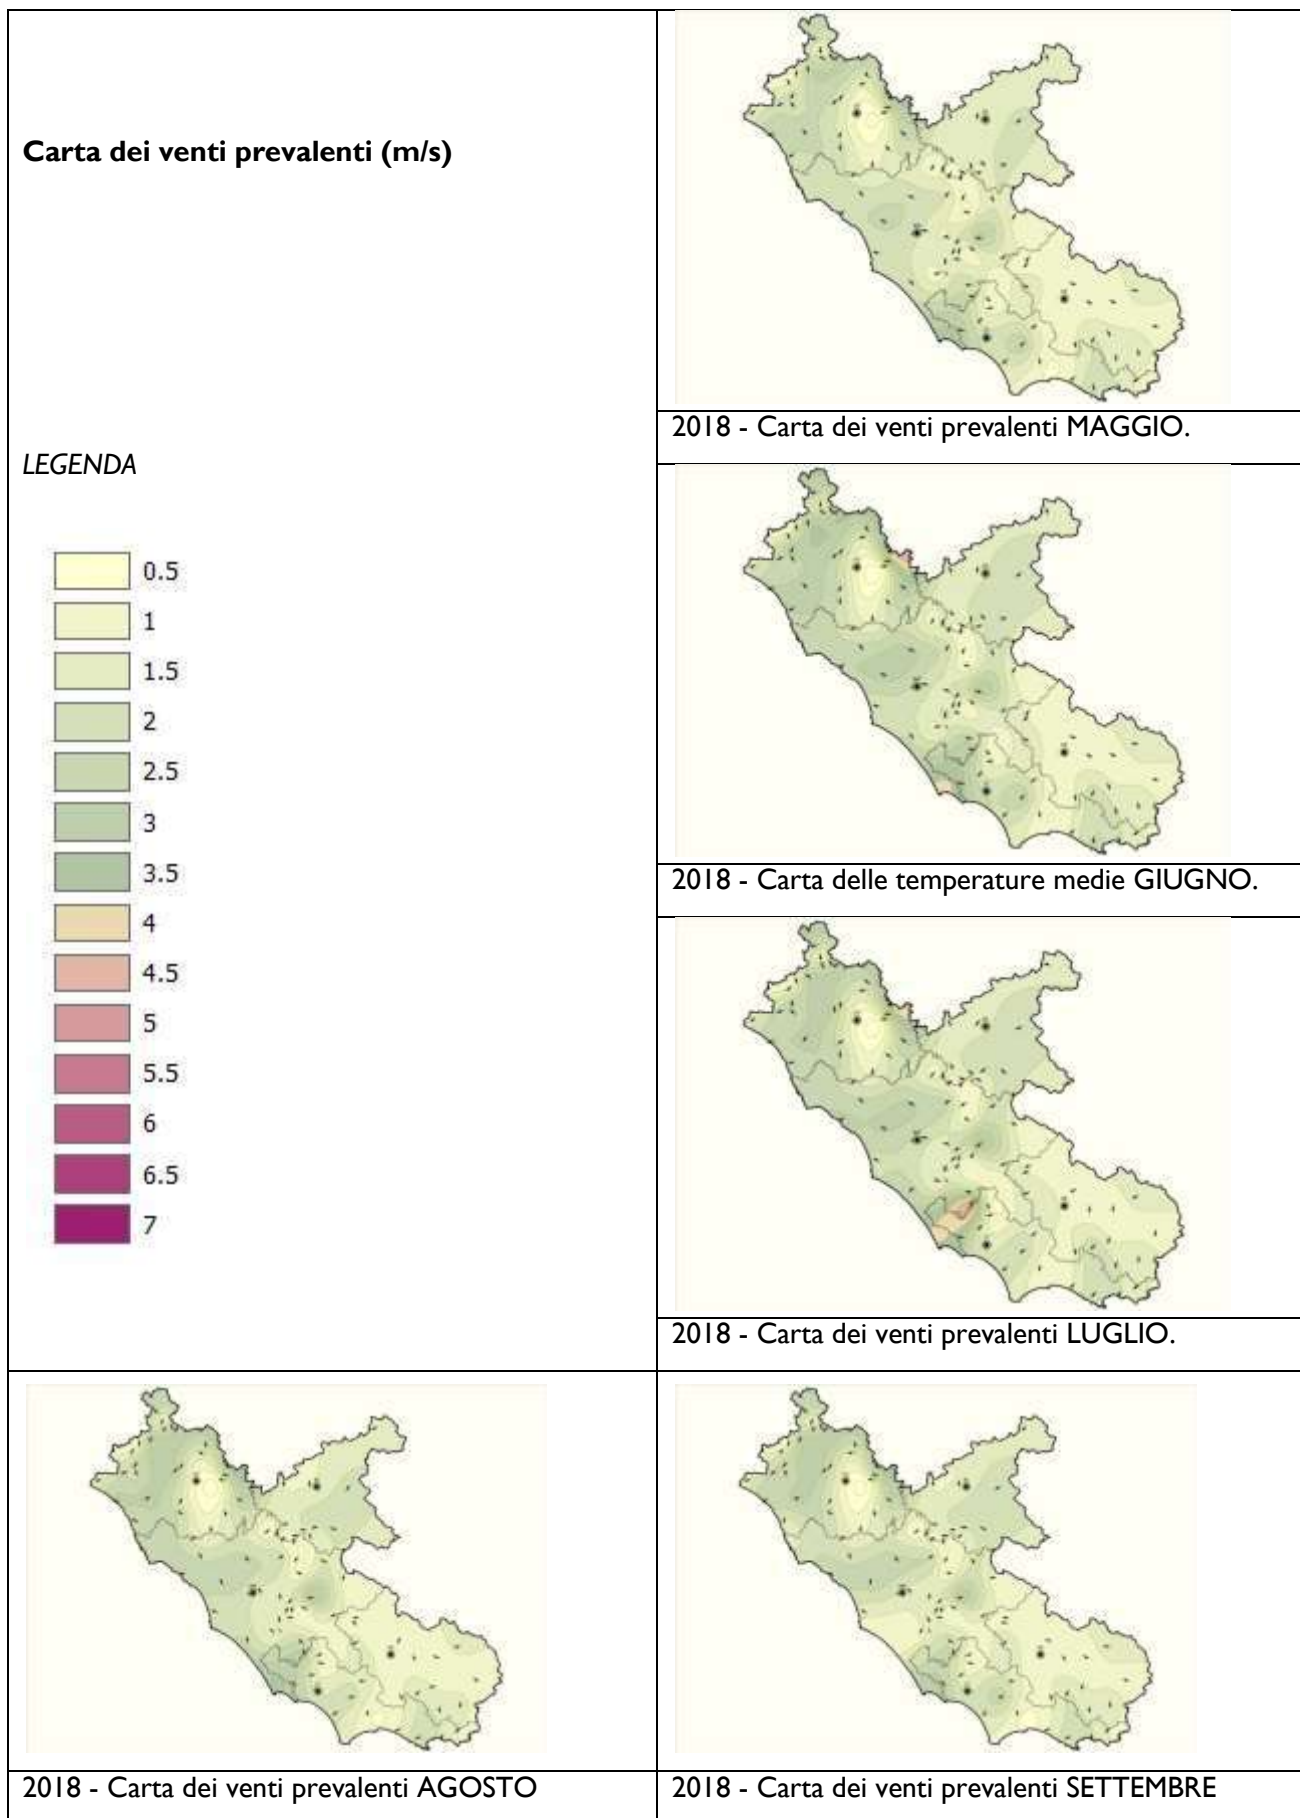 Carta dei venti prevalenti (m/s)
2018 - Carta dei venti prevalenti MAGGIO.
LEGENDA
0.5
1
1.5
2
2.5
3
3.5
4
4.5
5
5.5
6
6.5
7
2018 - Carta delle temperature medie GIUGNO.
2018 - Carta dei venti prevalenti LUGLIO.
2018 - Carta dei venti prevalenti AGOSTO
2018 - Carta dei venti prevalenti SETTEMBRE